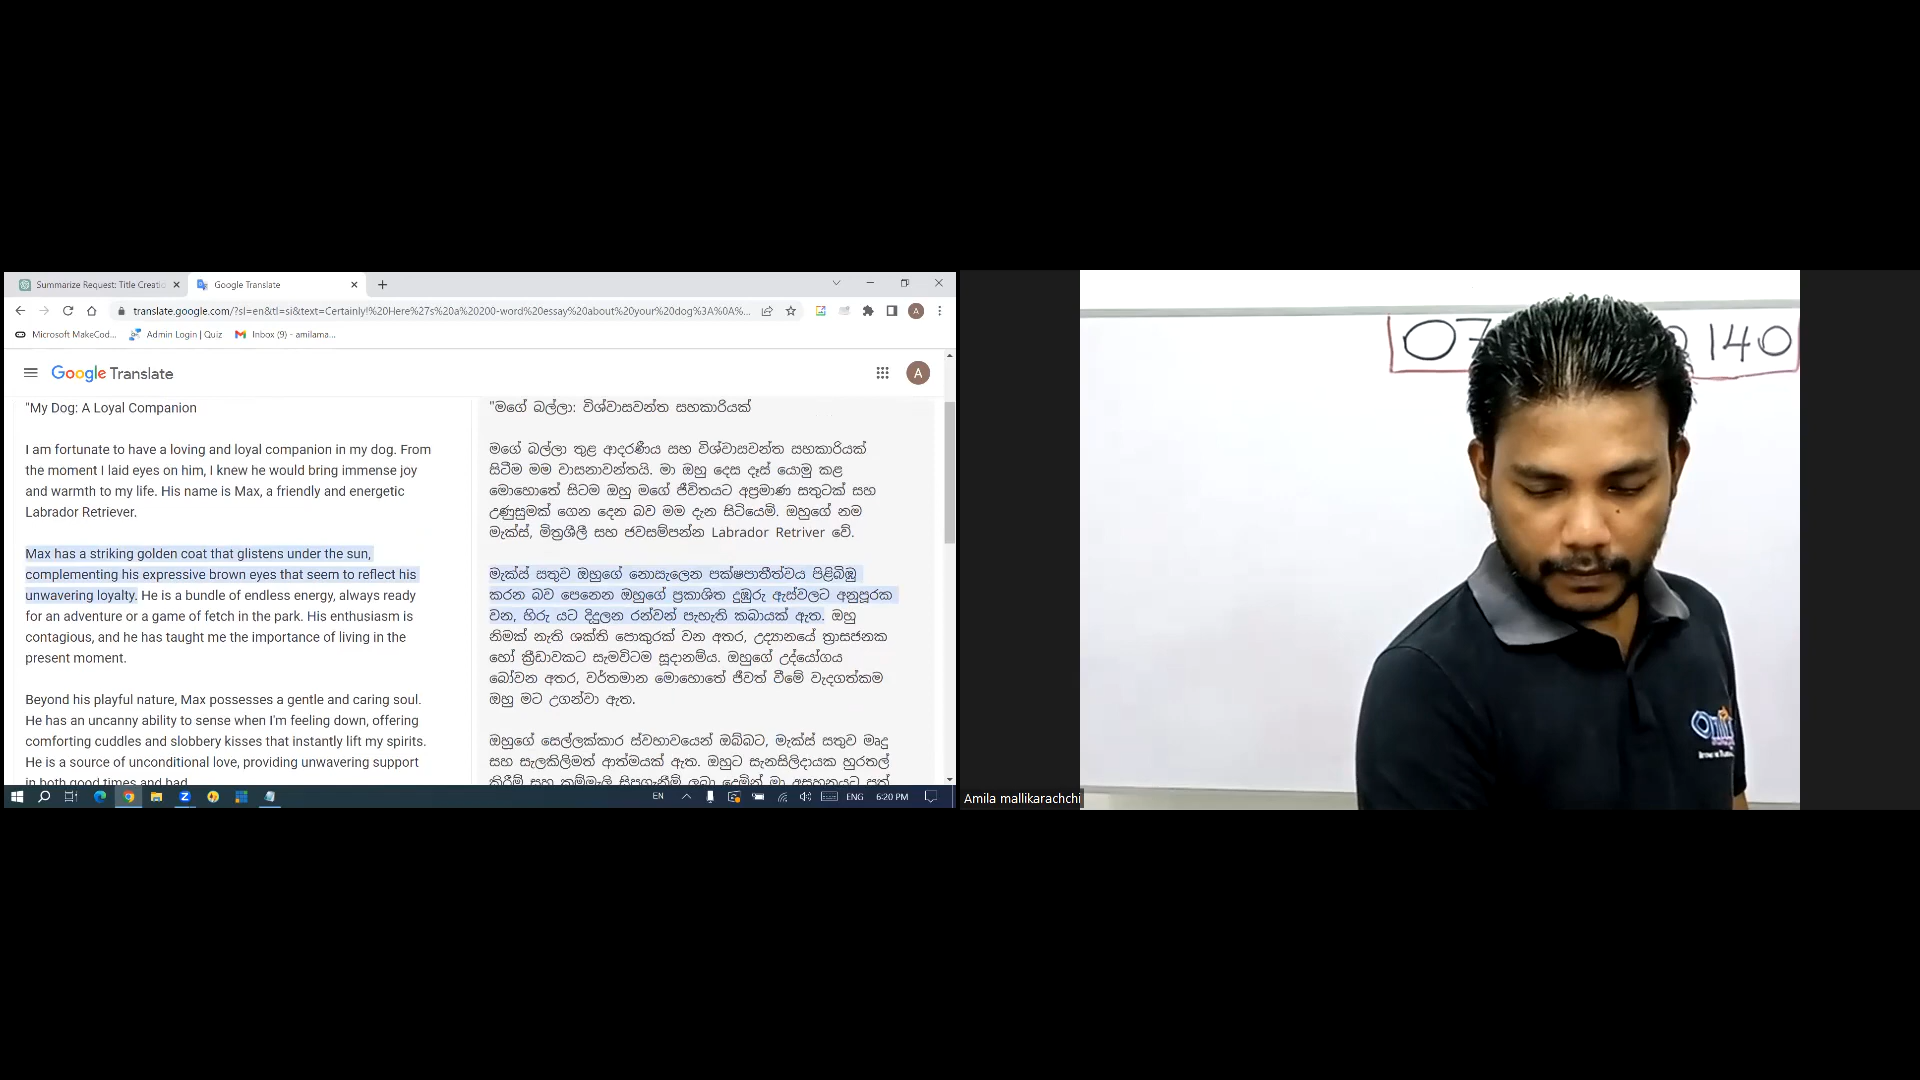 Summarize Request: Title Creatio
Google Translate
translate.google.com/?sl=en&tl=si&text=Certainly!%20Here%27s%20a%20200-word%20essay%20about%20your%20dog%3A%0A%...
A
Microsoft MakeCod...
Admin Login | Quiz
Inbox (9) - amilama...
Google Translate
A
"My Dog: A Loyal Companion
I am fortunate to have a loving and loyal companion in my dog. From
the moment I laid eyes on him, I knew he would bring immense joy
and warmth to my life. His name is Max, a friendly and energetic
Labrador Retriever.
Max has a striking golden coat that glistens under the sun,
complementing his expressive brown eyes that seem to reflect his
unwavering loyalty. He is a bundle of endless energy, always ready
for an adventure or a game of fetch in the park. His enthusiasm is
contagious, and he has taught me the importance of living in the
present moment.
Beyond his playful nature, Max possesses a gentle and caring soul.
He has an uncanny ability to sense when I'm feeling down, offering
comforting cuddles and slobbery kisses that instantly lift my spirits.
He is a source of unconditional love, providing unwavering support
in both good times and bad.
"මගේ බල්ලා: විශ්වාසවන්ත සහකාරියක්
මගේ බල්ලා තුළ ආදරණීය සහ විශ්වාසවන්ත සහකාරියක්
සිටීම මම වාසනාවන්තයි. මා ඔහු දෙස දෑස් යොමු කළ
මොහොතේ සිටම ඔහු මගේ ජීවිතයට අප්‍රමාණ සතුටක් සහ
උණුසුමක් ගෙන දෙන බව මම දැන සිටියෙමි. ඔහුගේ නම
මැක්ස්, මිත්‍රශීලී සහ ජවසම්පන්න Labrador Retriver වේ.
මැක්ස් සතුව ඔහුගේ නොසැලෙන පක්ෂපාතීත්වය පිළිබිඹු
කරන බව පෙනෙන ඔහුගේ ප්‍රකාශිත දුඹුරු ඇස්වලට අනුපූරක
වන, හිරු යට දිදුලන රන්වන් පැහැති කබායක් ඇත. ඔහු
නිමක් නැති ශක්ති පොකුරක් වන අතර, උද්‍යානයේ ත්‍රාසජනක
හෝ ක්‍රීඩාවකට සැමවිටම සූදානම්ය. ඔහුගේ උද්යෝගය
බෝවන අතර, වර්තමාන මොහොතේ ජීවත් වීමේ වැදගත්කම
ඔහු මට උගන්වා ඇත.
ඔහුගේ සෙල්ලක්කාර ස්වභාවයෙන් ඔබ්බට, මැක්ස් සතුව මෘදු
සහ සැලකිලිමත් ආත්මයක් ඇත. ඔහුට සැනසිලිදායක හුරතල්
කිරීම් සහ කම්මැලි සිපගැනීම් ලබා දෙමින් මා අසහනයට පත්
EN
ENG
6:20 PM
07
140
Amila mallikarachchi